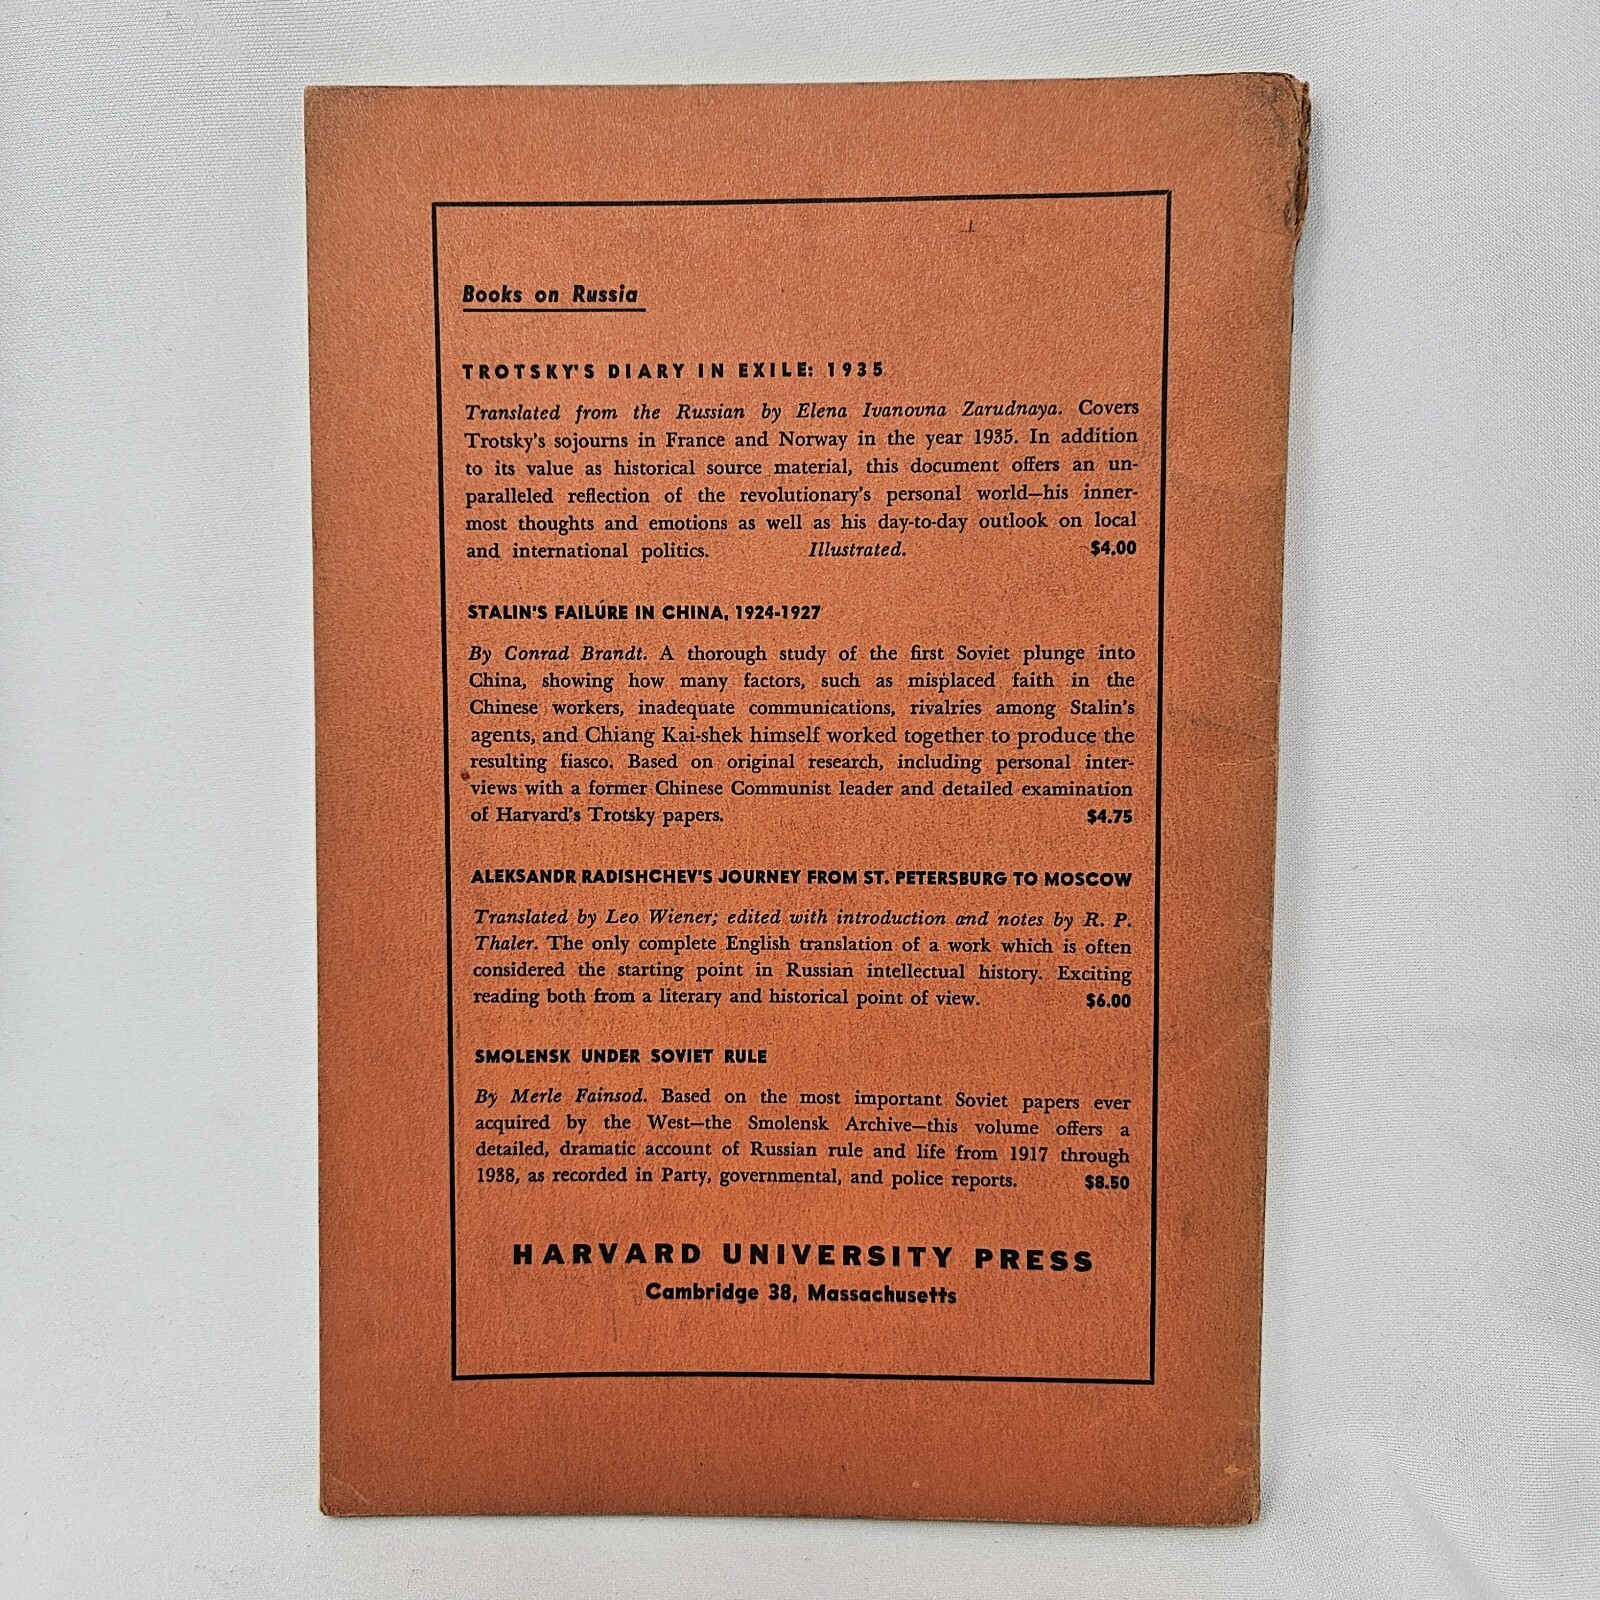 Books on Russia
TROTSKY'S DIARY IN EXILE: 1935
Translated from the Russian by Elena Ivanovna Zarudnaya. Covers
Trotsky's sojourns in France and Norway in the year 1935. In addition
to its value as historical source material, this document offers an un-
paralleled reflection of the revolutionary's personal world—his inner-
most thoughts and emotions as well as his day-to-day outlook on local
and international politics. Illustrated. $4.00
STALIN'S FAILURE IN CHINA, 1924-1927
By Conrad Brandt. A thorough study of the first Soviet plunge into
China, showing how many factors, such as misplaced faith in the
Chinese workers, inadequate communications, rivalries among Stalin's
agents, and Chiang Kai-shek himself worked together to produce the
resulting fiasco. Based on original research, including personal inter-
views with a former Chinese Communist leader and detailed examination
of Harvard's Trotsky papers. $4.75
ALEKSANDR RADISHCHEV'S JOURNEY FROM ST. PETERSBURG TO MOSCOW
Translated by Leo Wiener; edited with introduction and notes by R. P.
Thaler. The only complete English translation of a work which is often
considered the starting point in Russian intellectual history. Exciting
reading both from a literary and historical point of view. $6.00
SMOLENSK UNDER SOVIET RULE
By Merle Fainsod. Based on the most important Soviet papers ever
acquired by the West—the Smolensk Archive—this volume offers a
detailed, dramatic account of Russian rule and life from 1917 through
1938, as recorded in Party, governmental, and police reports. $8.50
HARVARD UNIVERSITY PRESS
Cambridge 38, Massachusetts